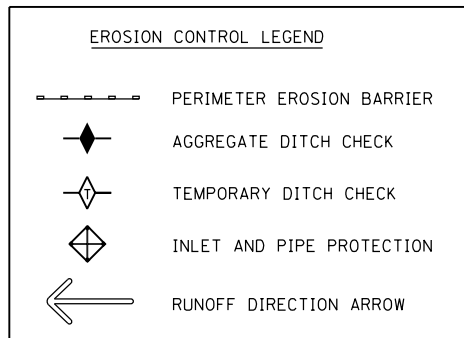 EROSION CONTROL LEGEND
PERIMETER EROSION BARRIER
AGGREGATE DITCH CHECK
T TEMPORARY DITCH CHECK
INLET AND PIPE PROTECTION
RUNOFF DIRECTION ARROW